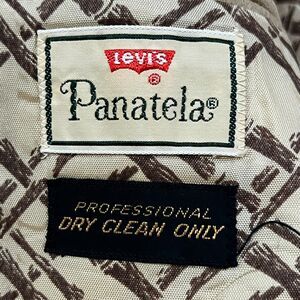 Levi's
®
Panatela®
PROFESSIONAL
DRY CLEAN ONLY